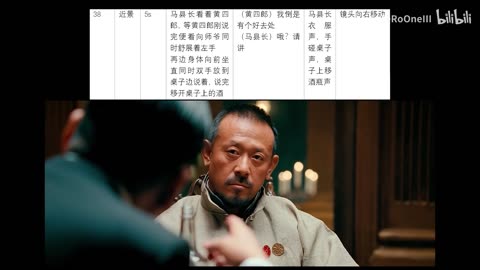 RoOneIII bilibili
38 近景 5s 马县长看着黄四 （黄四郎）我倒是 马县长 镜头向右移动
郎，等黄四郎刚说 有个好去处 衣服
完便看向师爷同 （马县长）哦？请 声，手
时舒展着左手 讲 碰桌子
再边身体向前坐 声，桌
直同时双手放到 子上移
桌子边说着，说完 酒瓶声
移开桌子上的酒